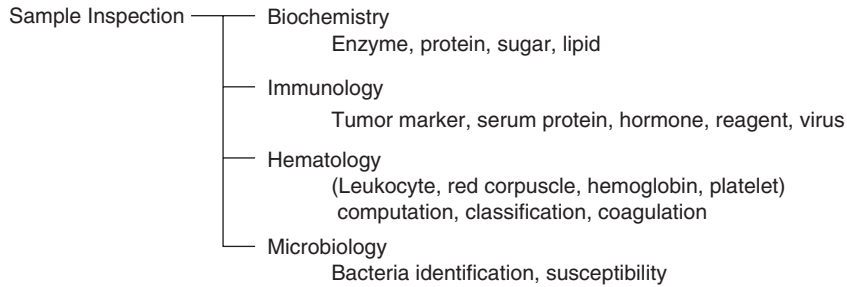 Sample Inspection
Biochemistry
Enzyme, protein, sugar, lipid
Immunology
Tumor marker, serum protein, hormone, reagent, virus
Hematology
(Leukocyte, red corpuscle, hemoglobin, platelet)
computation, classification, coagulation
Microbiology
Bacteria identification, susceptibility